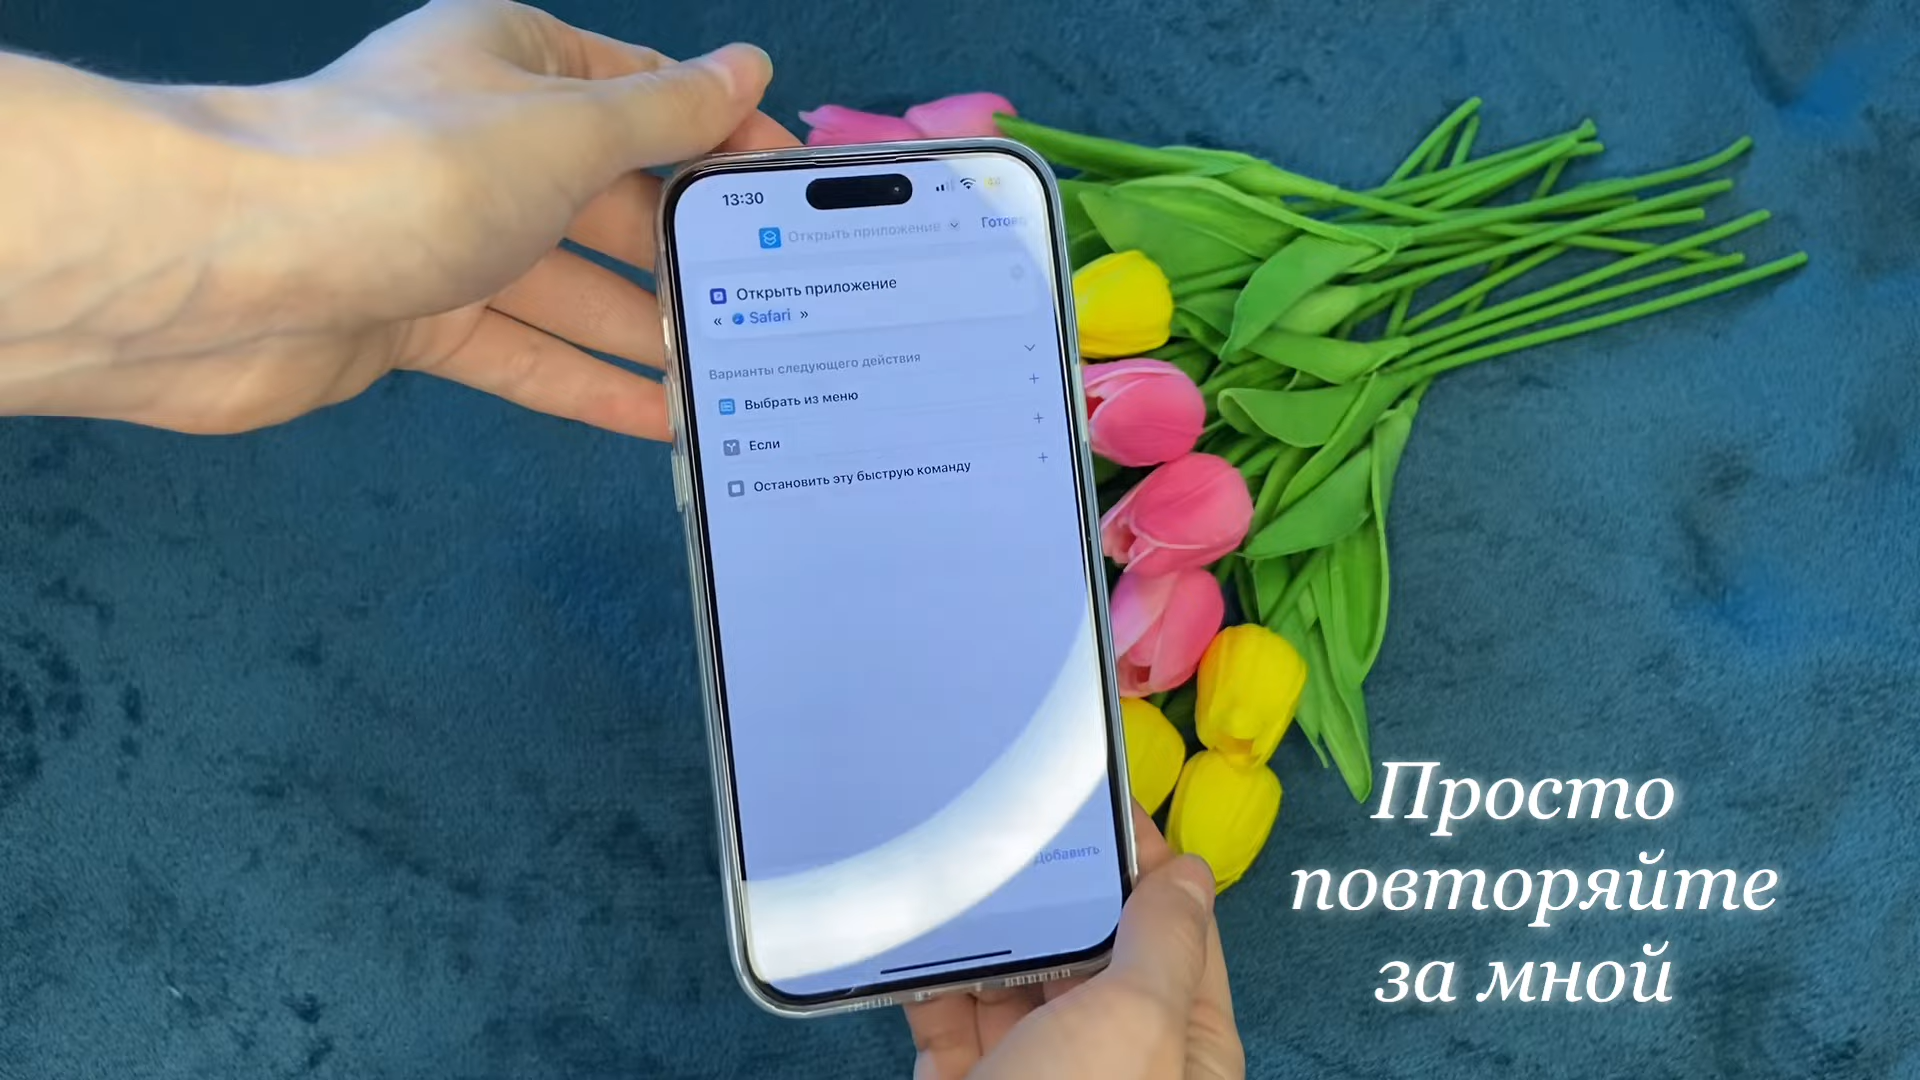 13:30
Открыть приложение
Готово
Открыть приложение
« Safari »
Варианты следующего действия
Выбрать из меню
Если
Остановить эту быструю команду
Добавить
Просто
повторяйте
за мной